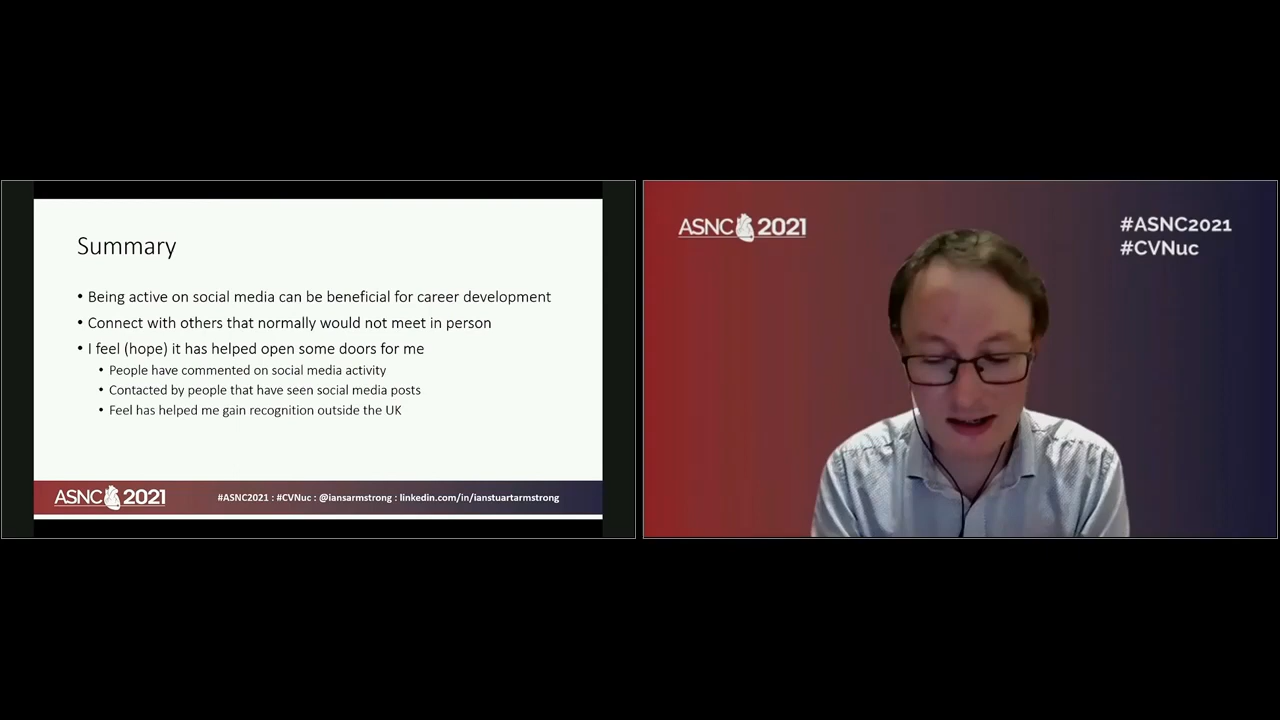 Summary
• Being active on social media can be beneficial for career development
• Connect with others that normally would not meet in person
• I feel (hope) it has helped open some doors for me
• People have commented on social media activity
• Contacted by people that have seen social media posts
• Feel has helped me gain recognition outside the UK
ASNC 2021
#ASNC2021 : #CVNuc : @iansarmstrong : linkedin.com/in/ianstuartarmstrong
ASNC 2021
#ASNC2021
#CVNuc